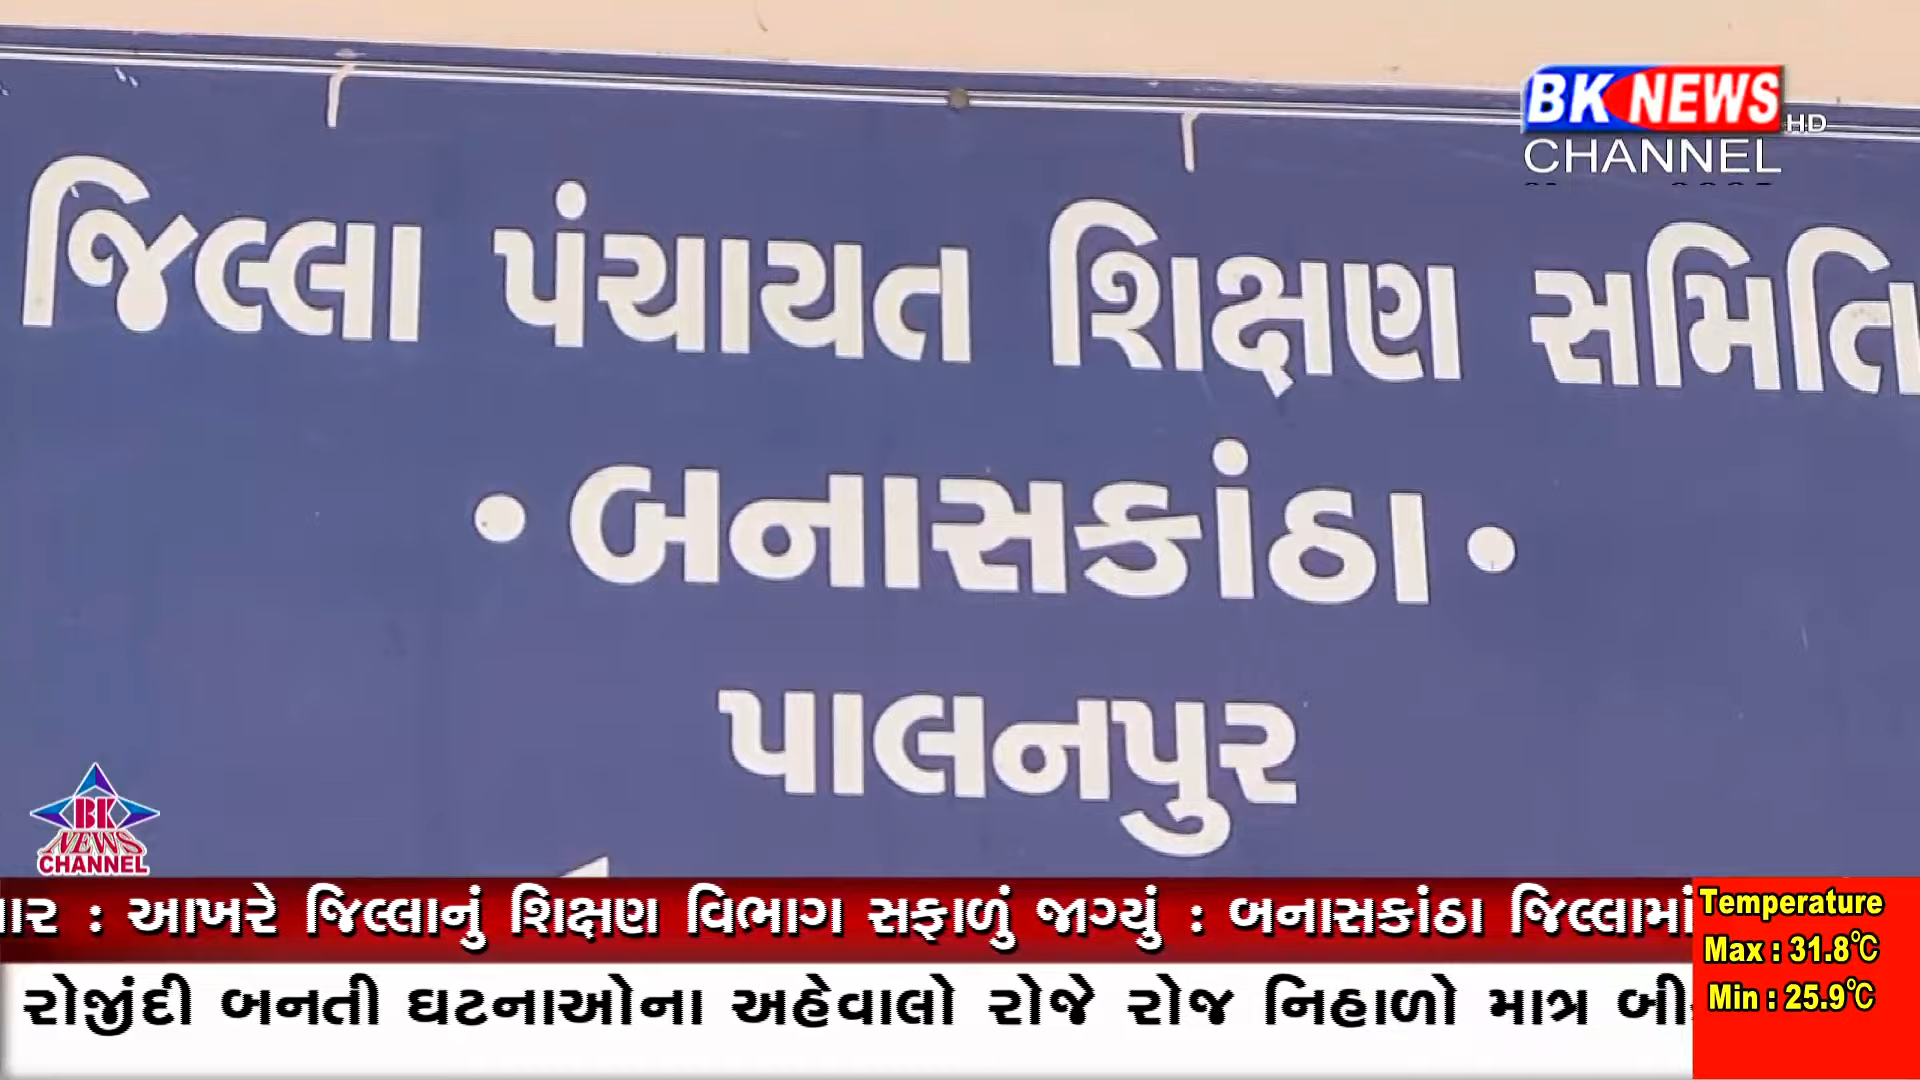 BK NEWS HD
CHANNEL
જિલ્લા પંચાયત શિક્ષણ સમિતિ
• બનાસકાંઠા •
પાલનપુર
BK
NEWS
CHANNEL
: આખરે જિલ્લાનું શિક્ષણ વિભાગ સફાળું જાગ્યું : બનાસકાંઠા જિલ્લામાં
રોજીંદી બનતી ઘટનાઓના અહેવાલો રોજે રોજ નિહાળો માત્ર
Temperature
Max : 31.8℃
Min : 25.9℃